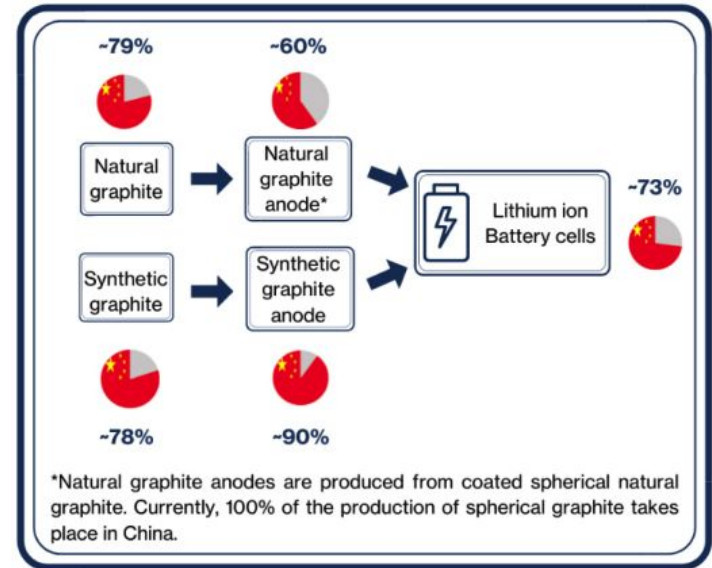 ~79%
~60%
Natural
graphite
Natural
graphite
anode*
Lithium ion
Battery cells
~73%
Synthetic
graphite
Synthetic
graphite
anode
~78%
~90%
*Natural graphite anodes are produced from coated spherical natural
graphite. Currently, 100% of the production of spherical graphite takes
place in China.